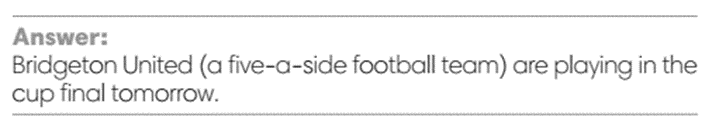 Answer:
Bridgeton United (a five-a-side football team) are playing in the
cup final tomorrow.